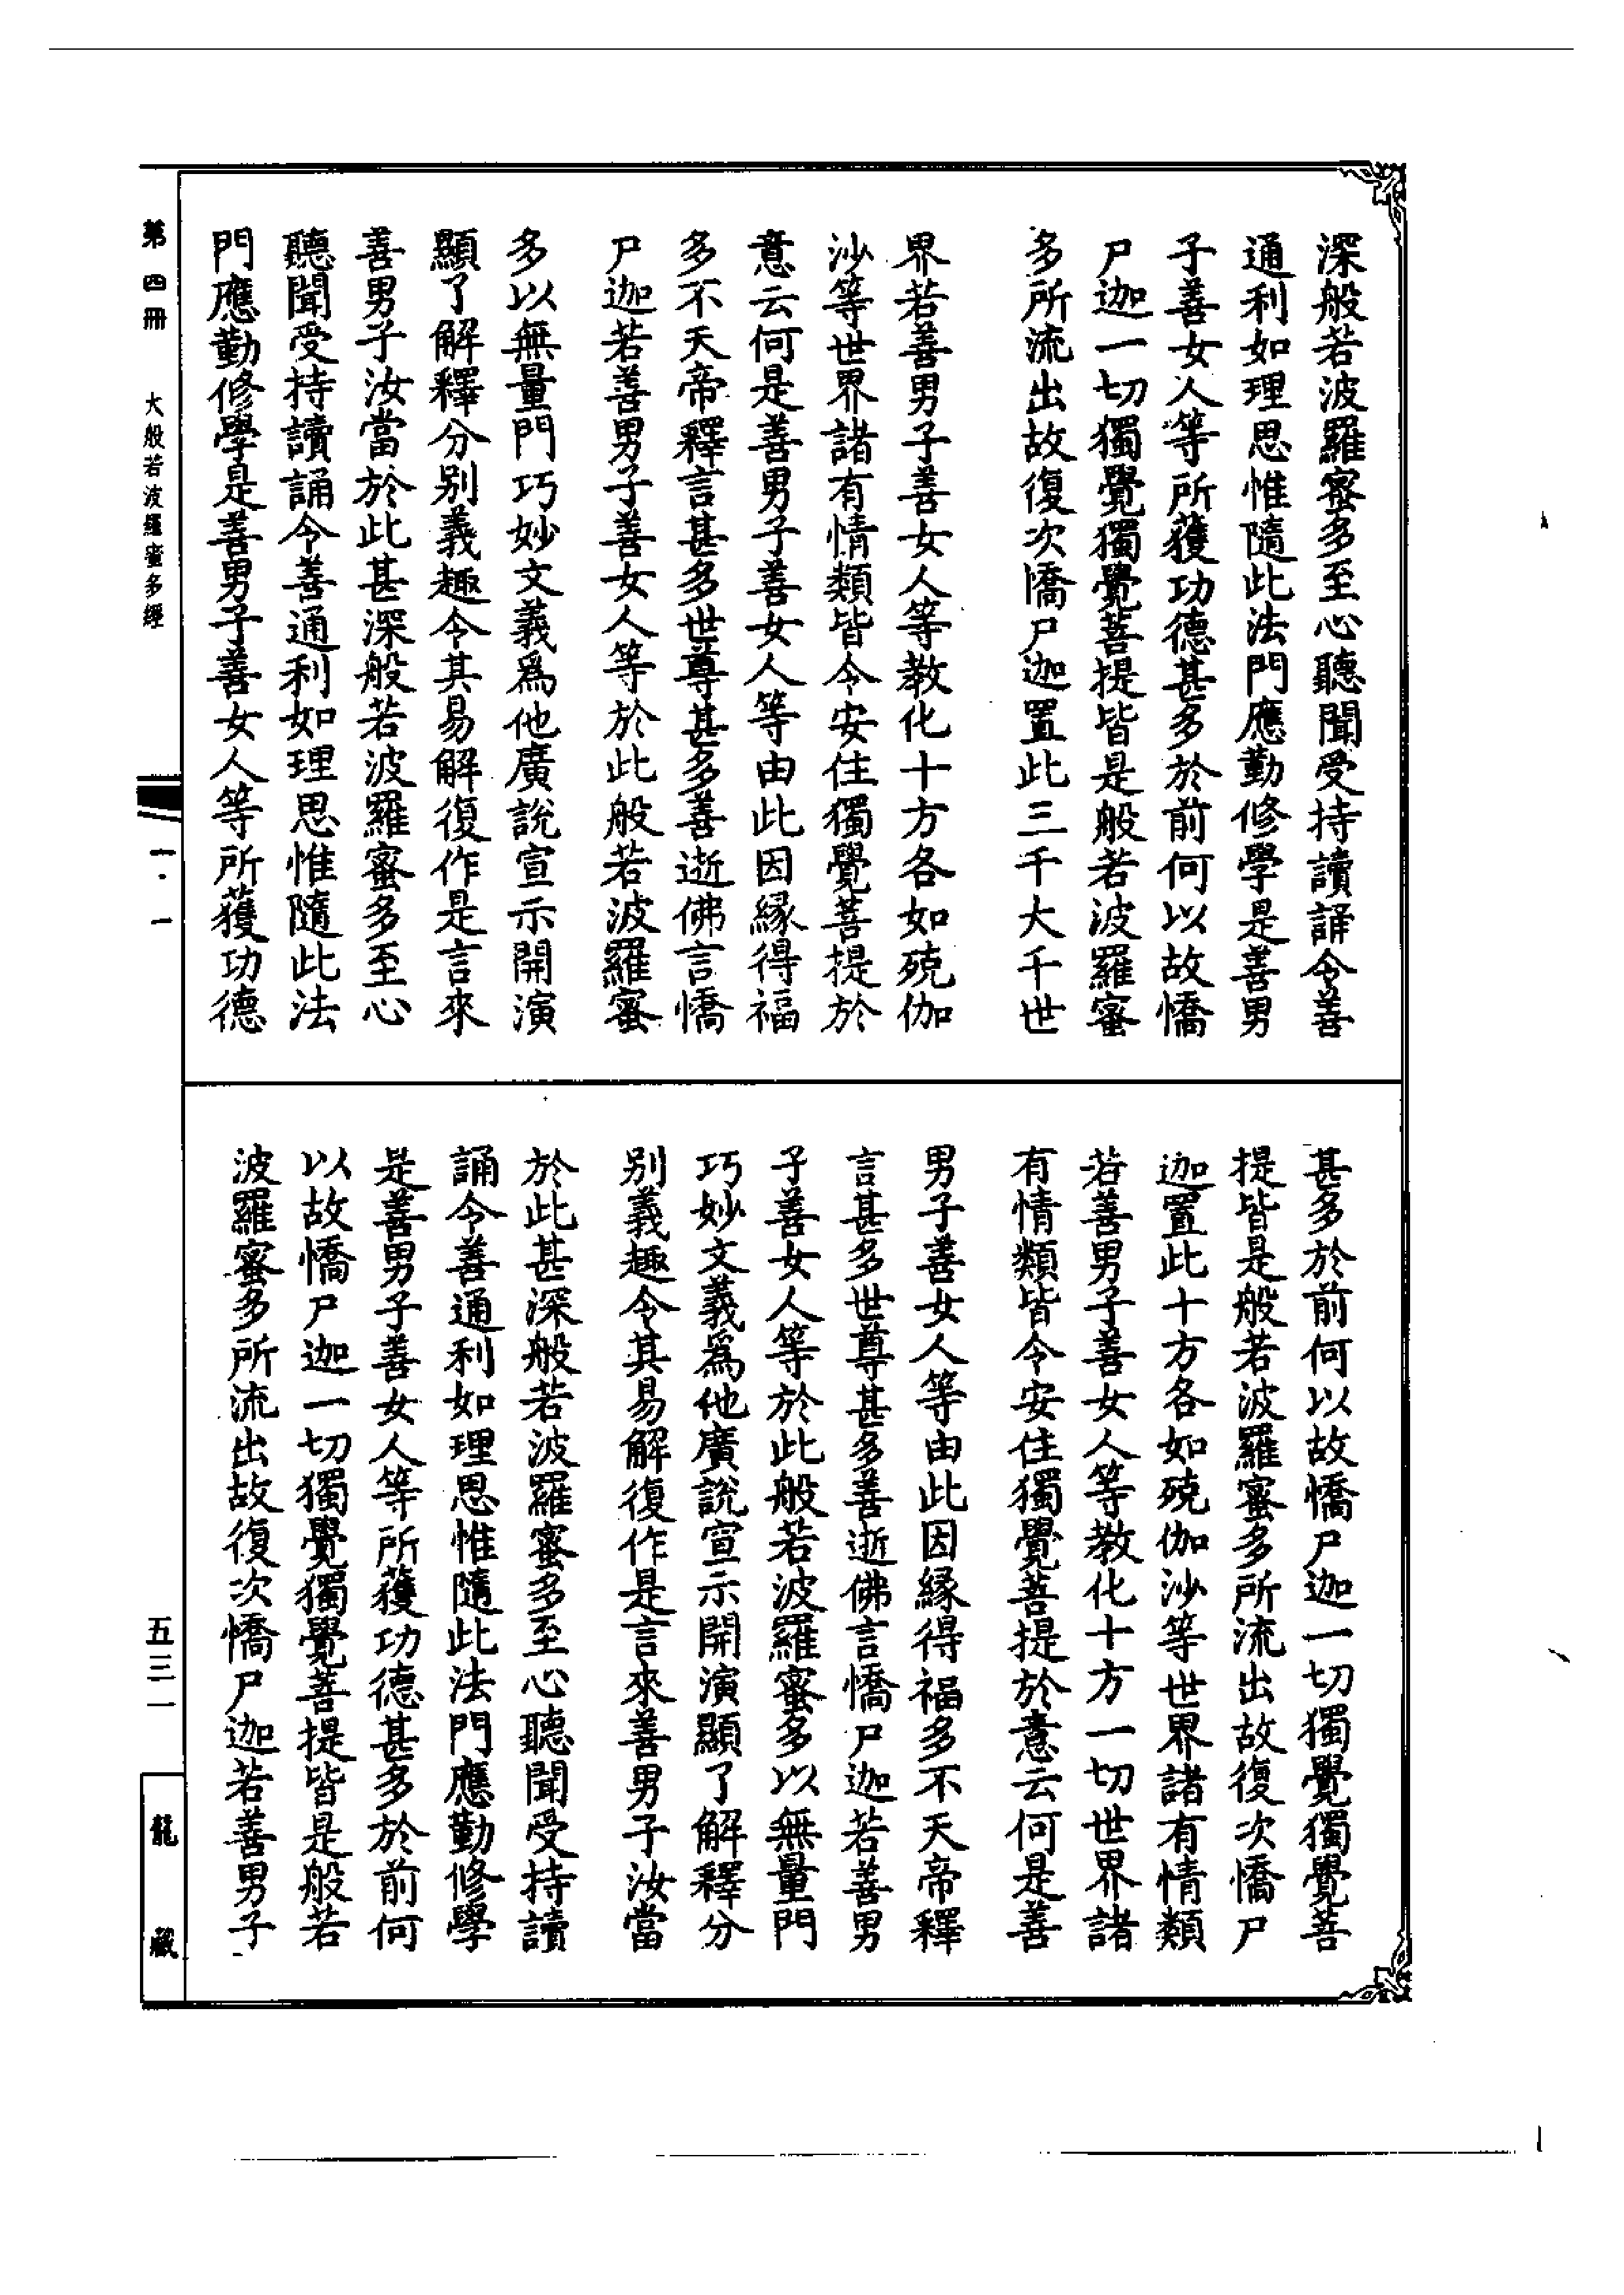 深般若波羅蜜多至心聽聞受持讀誦令善
通利如理思惟隨此法門應勤修學是善男
子善女人等所獲功德甚多於前何以故憍
尸迦一切獨覺獨覺菩提皆是般若波羅蜜
多所流出故復次憍尸迦置此三千大千世
界若善男子善女人等教化十方各如殑伽
沙等世界諸有情類皆令安住獨覺菩提於
意云何是善男子善女人等由此因緣得福
多不天帝釋言甚多世尊甚多善逝佛言憍
尸迦若善男子善女人等於此般若波羅蜜
多以無量門巧妙文義為他廣說宣示開演
顯了解釋分別義趣令其易解復作是言來
善男子汝當於此甚深般若波羅蜜多至心
聽聞受持讀誦令善通利如理思惟隨此法
門應勤修學是善男子善女人等所獲功德
甚多於前何以故憍尸迦一切獨覺獨覺菩
提皆是般若波羅蜜多所流出故復次憍尸
迦置此十方各如殑伽沙等世界諸有情類
若善男子善女人等教化十方一切世界諸
有情類皆令安住獨覺菩提於意云何是善
男子善女人等由此因緣得福多不天帝釋
言甚多世尊甚多善逝佛言憍尸迦若善男
子善女人等於此般若波羅蜜多以無量門
巧妙文義為他廣說宣示開演顯了解釋分
別義趣令其易解復作是言來善男子汝當
於此甚深般若波羅蜜多至心聽聞受持讀
誦令善通利如理思惟隨此法門應勤修學
是善男子善女人等所獲功德甚多於前何
以故憍尸迦一切獨覺獨覺菩提皆是般若
波羅蜜多所流出故復次憍尸迦若善男子
第四冊 大般若波羅蜜多經 一·一 五三一 龍藏